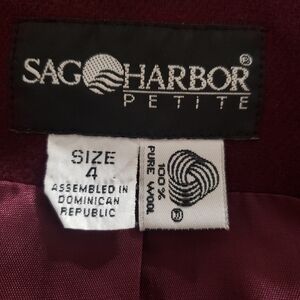 SAG HARBOR®
PETITE
SIZE
4
ASSEMBLED IN
DOMINICAN
REPUBLIC
100%
PURE WOOL